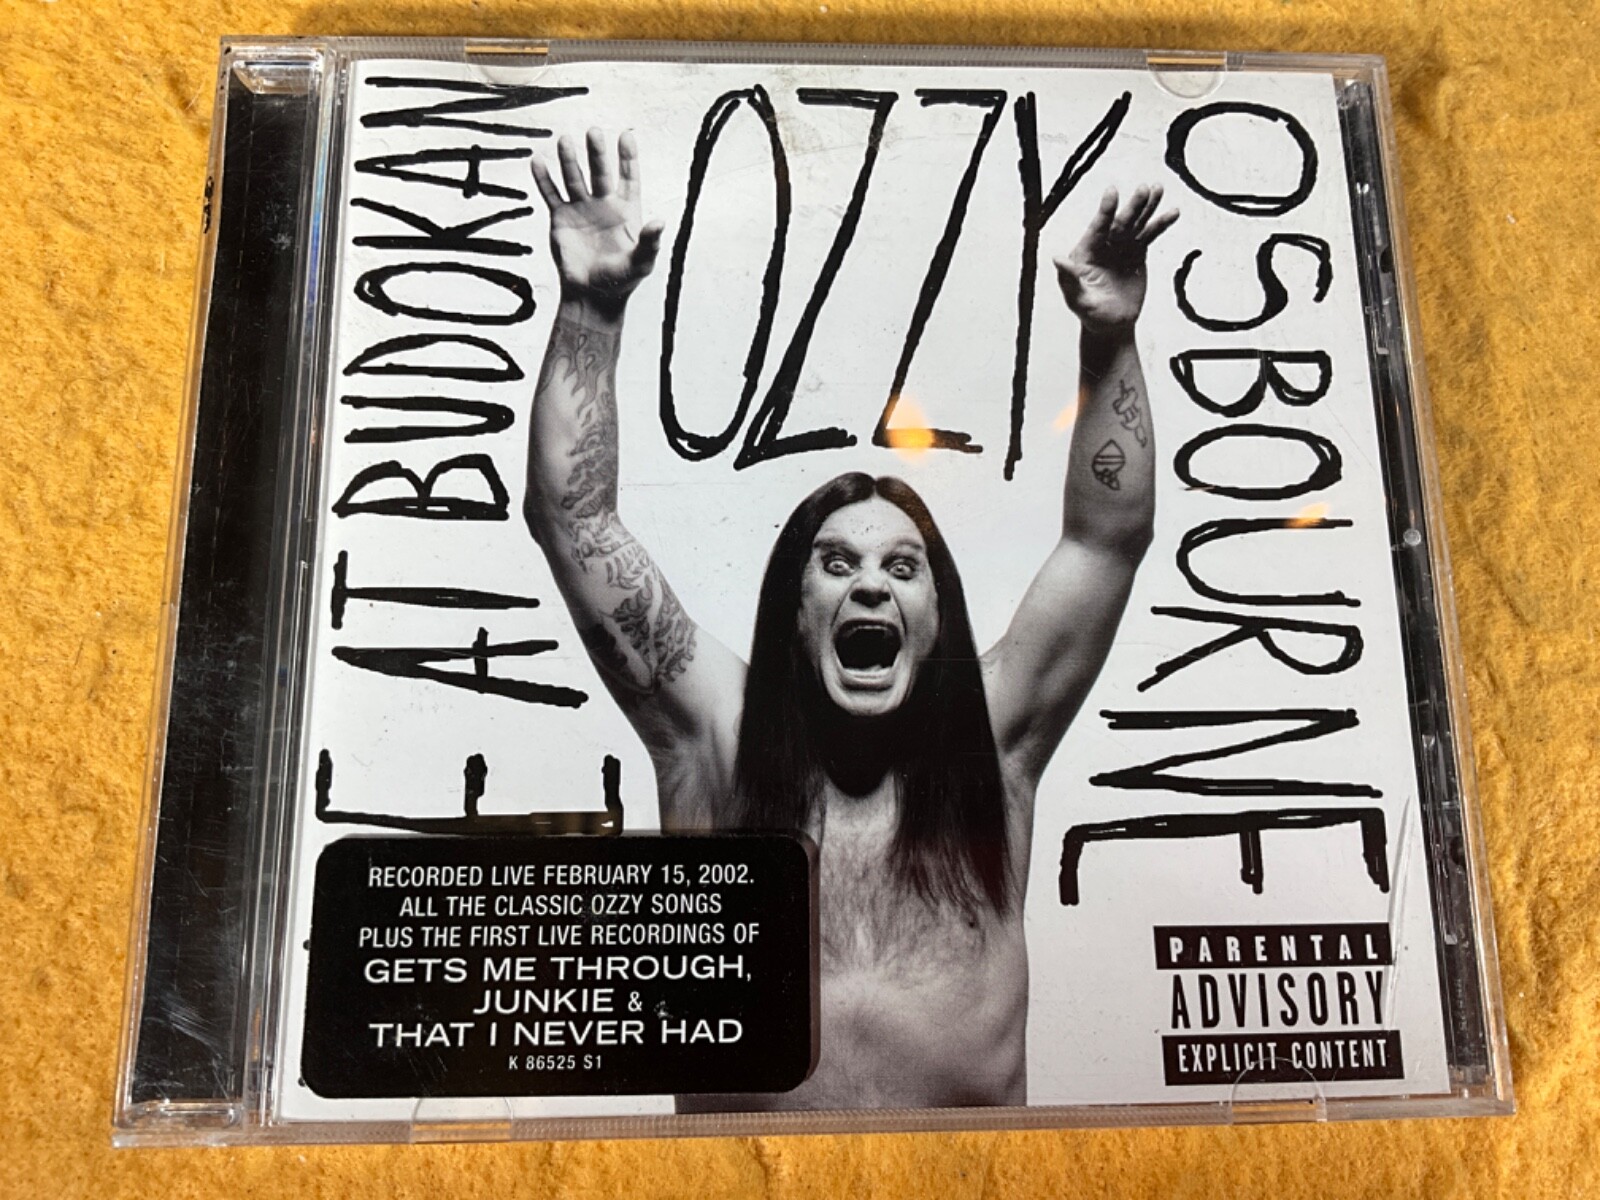 OZZY
OSBOURNE
E AT BUDOKAN
RECORDED LIVE FEBRUARY 15, 2002.
ALL THE CLASSIC OZZY SONGS
PLUS THE FIRST LIVE RECORDINGS OF
GETS ME THROUGH,
JUNKIE &
THAT I NEVER HAD
K 86525 S1
PARENTAL
ADVISORY
EXPLICIT CONTENT